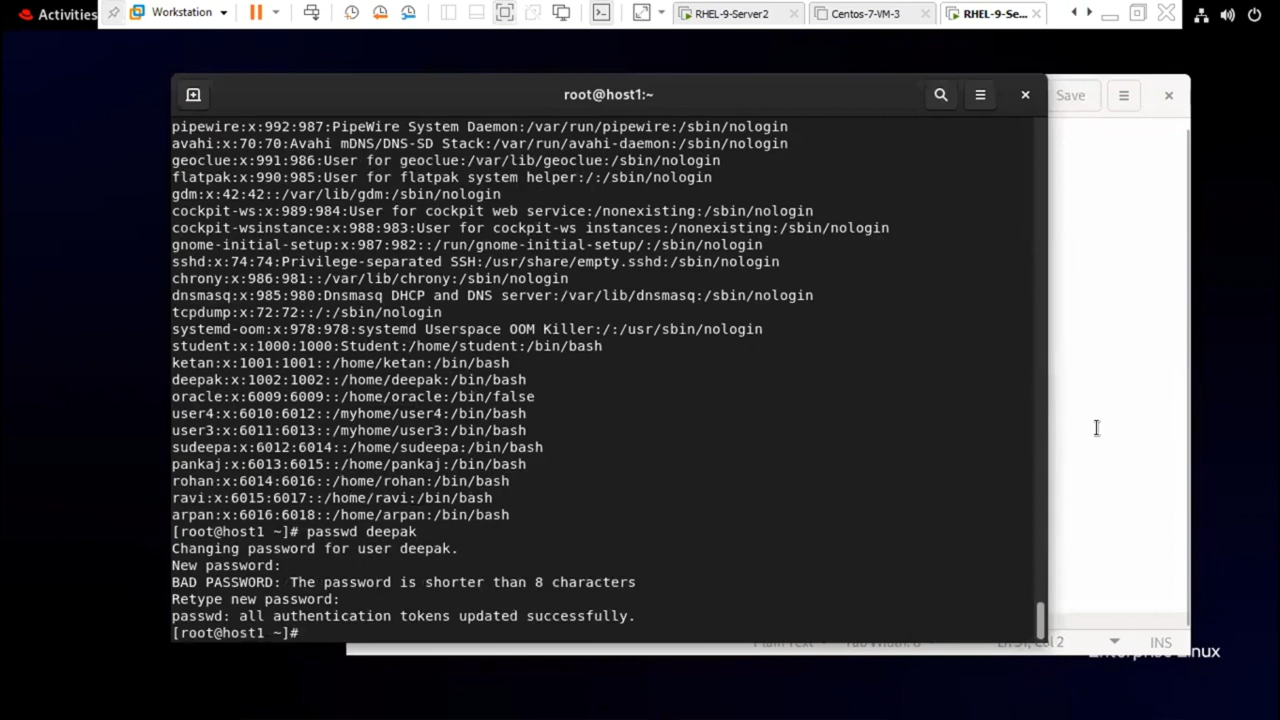 Activities Workstation RHEL-9-Server2 Centos-7-VM-3 RHEL-9-Se...
root@host1:~ Save
pipewire:x:992:987:PipeWire System Daemon:/var/run/pipewire:/sbin/nologin
avahi:x:70:70:Avahi mDNS/DNS-SD Stack:/var/run/avahi-daemon:/sbin/nologin
geoclue:x:991:986:User for geoclue:/var/lib/geoclue:/sbin/nologin
flatpak:x:990:985:User for flatpak system helper:/:/sbin/nologin
gdm:x:42:42::/var/lib/gdm:/sbin/nologin
cockpit-ws:x:989:984:User for cockpit web service:/nonexisting:/sbin/nologin
cockpit-wsinstance:x:988:983:User for cockpit-ws instances:/nonexisting:/sbin/nologin
gnome-initial-setup:x:987:982::/run/gnome-initial-setup/:/sbin/nologin
sshd:x:74:74:Privilege-separated SSH:/usr/share/empty.sshd:/sbin/nologin
chrony:x:986:981::/var/lib/chrony:/sbin/nologin
dnsmasq:x:985:980:Dnsmasq DHCP and DNS server:/var/lib/dnsmasq:/sbin/nologin
tcpdump:x:72:72::/:/sbin/nologin
systemd-oom:x:978:978:systemd Userspace OOM Killer:/:/usr/sbin/nologin
student:x:1000:1000:Student:/home/student:/bin/bash
ketan:x:1001:1001::/home/ketan:/bin/bash
deepak:x:1002:1002::/home/deepak:/bin/bash
oracle:x:6009:6009::/home/oracle:/bin/false
user4:x:6010:6012::/myhome/user4:/bin/bash
user3:x:6011:6013::/myhome/user3:/bin/bash
sudeepa:x:6012:6014::/home/sudeepa:/bin/bash
pankaj:x:6013:6015::/home/pankaj:/bin/bash
rohan:x:6014:6016::/home/rohan:/bin/bash
ravi:x:6015:6017::/home/ravi:/bin/bash
arpan:x:6016:6018::/home/arpan:/bin/bash
[root@host1 ~]# passwd deepak
Changing password for user deepak.
New password:
BAD PASSWORD: The password is shorter than 8 characters
Retype new password:
passwd: all authentication tokens updated successfully.
[root@host1 ~]#
Col 2 INS
Linux